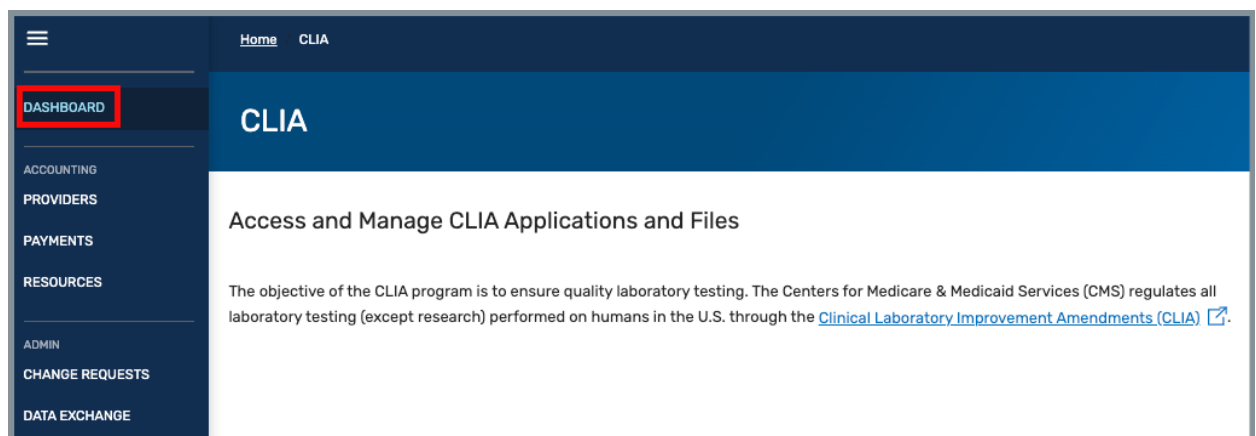 Home CLIA
DASHBOARD
CLIA
ACCOUNTING
PROVIDERS
PAYMENTS
RESOURCES
ADMIN
CHANGE REQUESTS
DATA EXCHANGE
Access and Manage CLIA Applications and Files
The objective of the CLIA program is to ensure quality laboratory testing. The Centers for Medicare & Medicaid Services (CMS) regulates all
laboratory testing (except research) performed on humans in the U.S. through the Clinical Laboratory Improvement Amendments (CLIA).